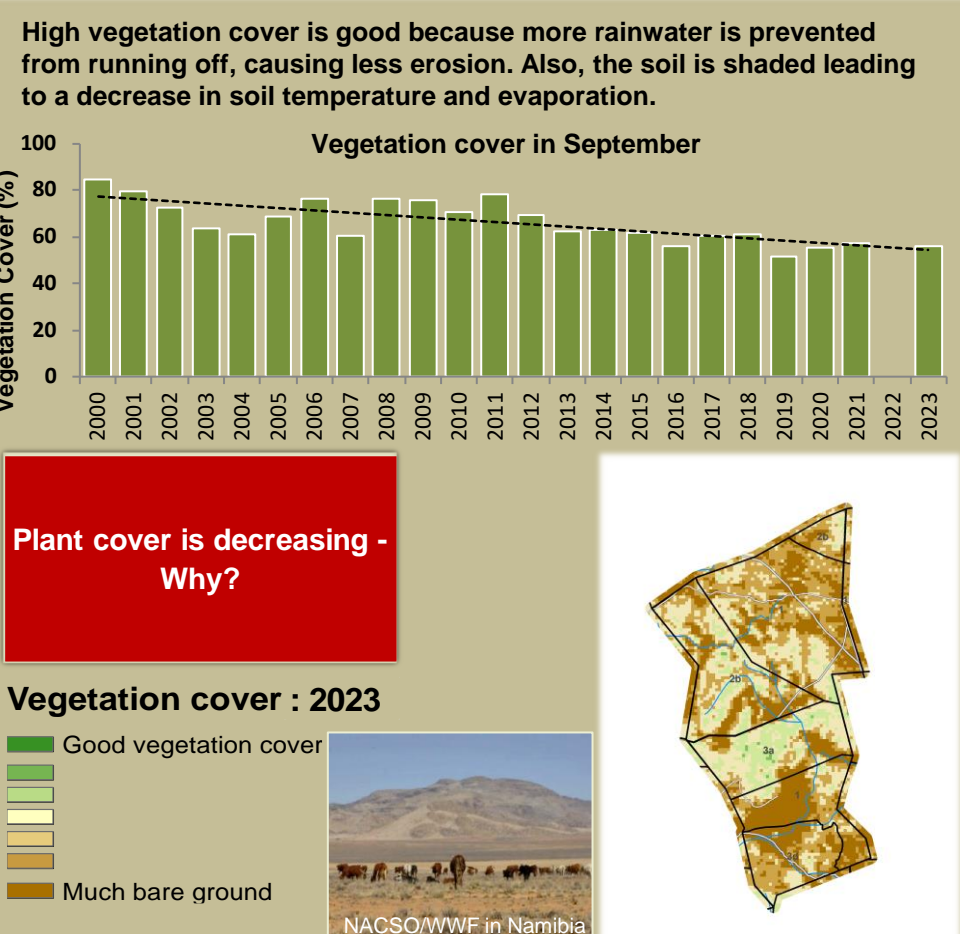 High vegetation cover is good because more rainwater is prevented
from running off, causing less erosion. Also, the soil is shaded leading
to a decrease in soil temperature and evaporation.
Vegetation cover in September
Vegetation Cover (%)
100
80
60
40
20
0
2000 2001 2002 2003 2004 2005 2006 2007 2008 2009 2010 2011 2012 2013 2014 2015 2016 2017 2018 2019 2020 2021 2022 2023
Plant cover is decreasing -
Why?
Vegetation cover : 2023
Good vegetation cover
Much bare ground
NACSO/WWF in Namibia
2b
2b
3a
1